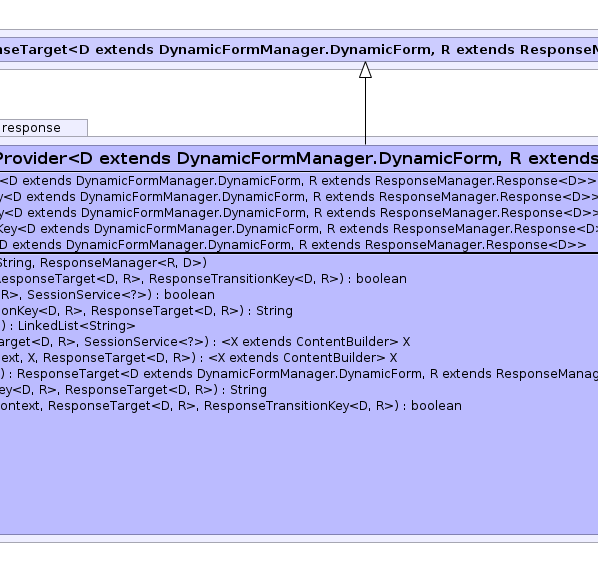 nseTarget<D extends DynamicFormManager.DynamicForm, R extends ResponseM
response
Provider<D extends DynamicFormManager.DynamicForm, R extends
<D extends DynamicFormManager.DynamicForm, R extends ResponseManager.Response<D>>
y<D extends DynamicFormManager.DynamicForm, R extends ResponseManager.Response<D>>
y<D extends DynamicFormManager.DynamicForm, R extends ResponseManager.Response<D>>
Key<D extends DynamicFormManager.DynamicForm, R extends ResponseManager.Response<D>
D extends DynamicFormManager.DynamicForm, R extends ResponseManager.Response<D>>
String, ResponseManager<R, D>)
ResponseTarget<D, R>, ResponseTransitionKey<D, R>) : boolean
R>, SessionService<?>) : boolean
onKey<D, R>, ResponseTarget<D, R>) : String
) : LinkedList<String>
arget<D, R>, SessionService<?>) : <X extends ContentBuilder> X
ext, X, ResponseTarget<D, R>) : <X extends ContentBuilder> X
) : ResponseTarget<D extends DynamicFormManager.DynamicForm, R extends ResponseManag
ey<D, R>, ResponseTarget<D, R>) : String
ontext, ResponseTarget<D, R>, ResponseTransitionKey<D, R>) : boolean